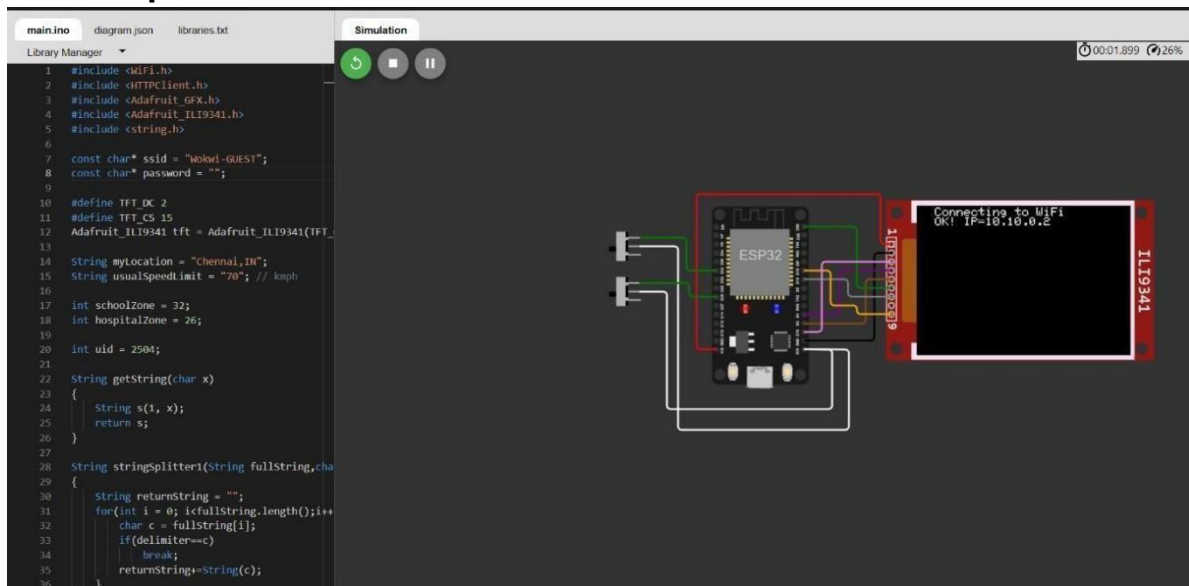 main.ino diagram.json libraries.txt Simulation
Library Manager
00:01.899 26%
1 #include <WiFi.h>
2 #include <HTTPClient.h>
3 #include <Adafruit_GFX.h>
4 #include <Adafruit_ILI9341.h>
5 #include <string.h>
6
7 const char* ssid = "Wokwi-GUEST";
8 const char* password = "";
9
10 #define TFT_DC 2
11 #define TFT_CS 15
12 Adafruit_ILI9341 tft = Adafruit_ILI9341(TFT_
13
14 String myLocation = "Chennai,IN";
15 String usualSpeedLimit = "70"; // kmph
16
17 int schoolZone = 32;
18 int hospitalZone = 26;
19
20 int uid = 2504;
21
22 String getString(char x)
23 {
24 String s(1, x);
25 return s;
26 }
27
28 String stringSplitter1(String fullString,cha
29 {
30 String returnString = "";
31 for(int i = 0; i<fullString.length();i++
32 char c = fullString[i];
33 if(delimiter==c)
34 break;
35 returnString+=String(c);
36 }
ESP32
Connecting to WiFi
OK! IP=10.10.0.2
1
9
ILI9341